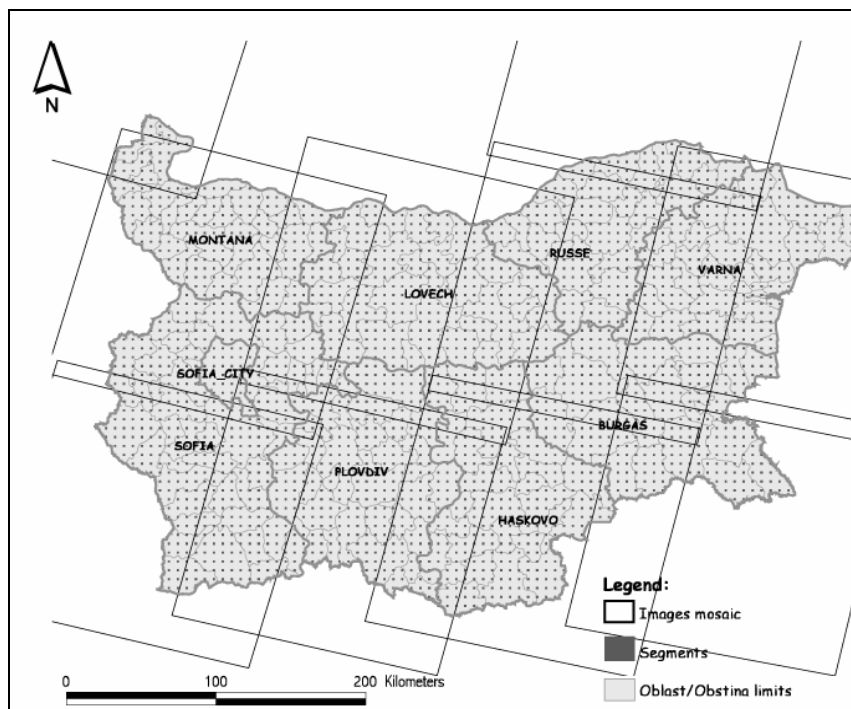 N
MONTANA
RUSSE
VARNA
LOVECH
SOFIA_CITY
BURGAS
SOFIA
PLOVDIV
HASKOVO
Legend:
Images mosaic
Segments
Oblast/Obstina limits
0 100 200 Kilometers